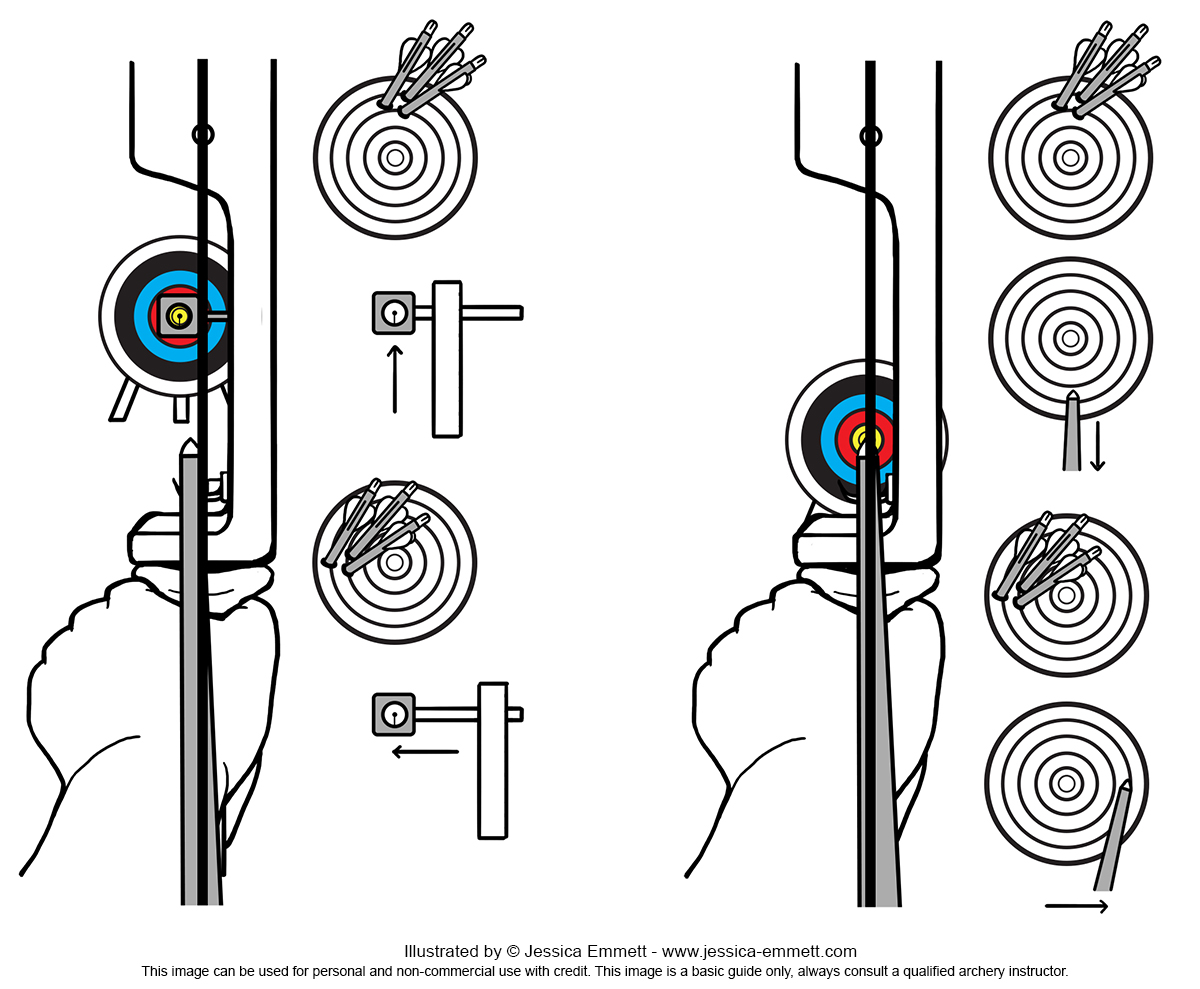 Illustrated by © Jessica Emmett - www.jessica-emmett.com
This image can be used for personal and non-commercial use with credit. This image is a basic guide only, always consult a qualified archery instructor.